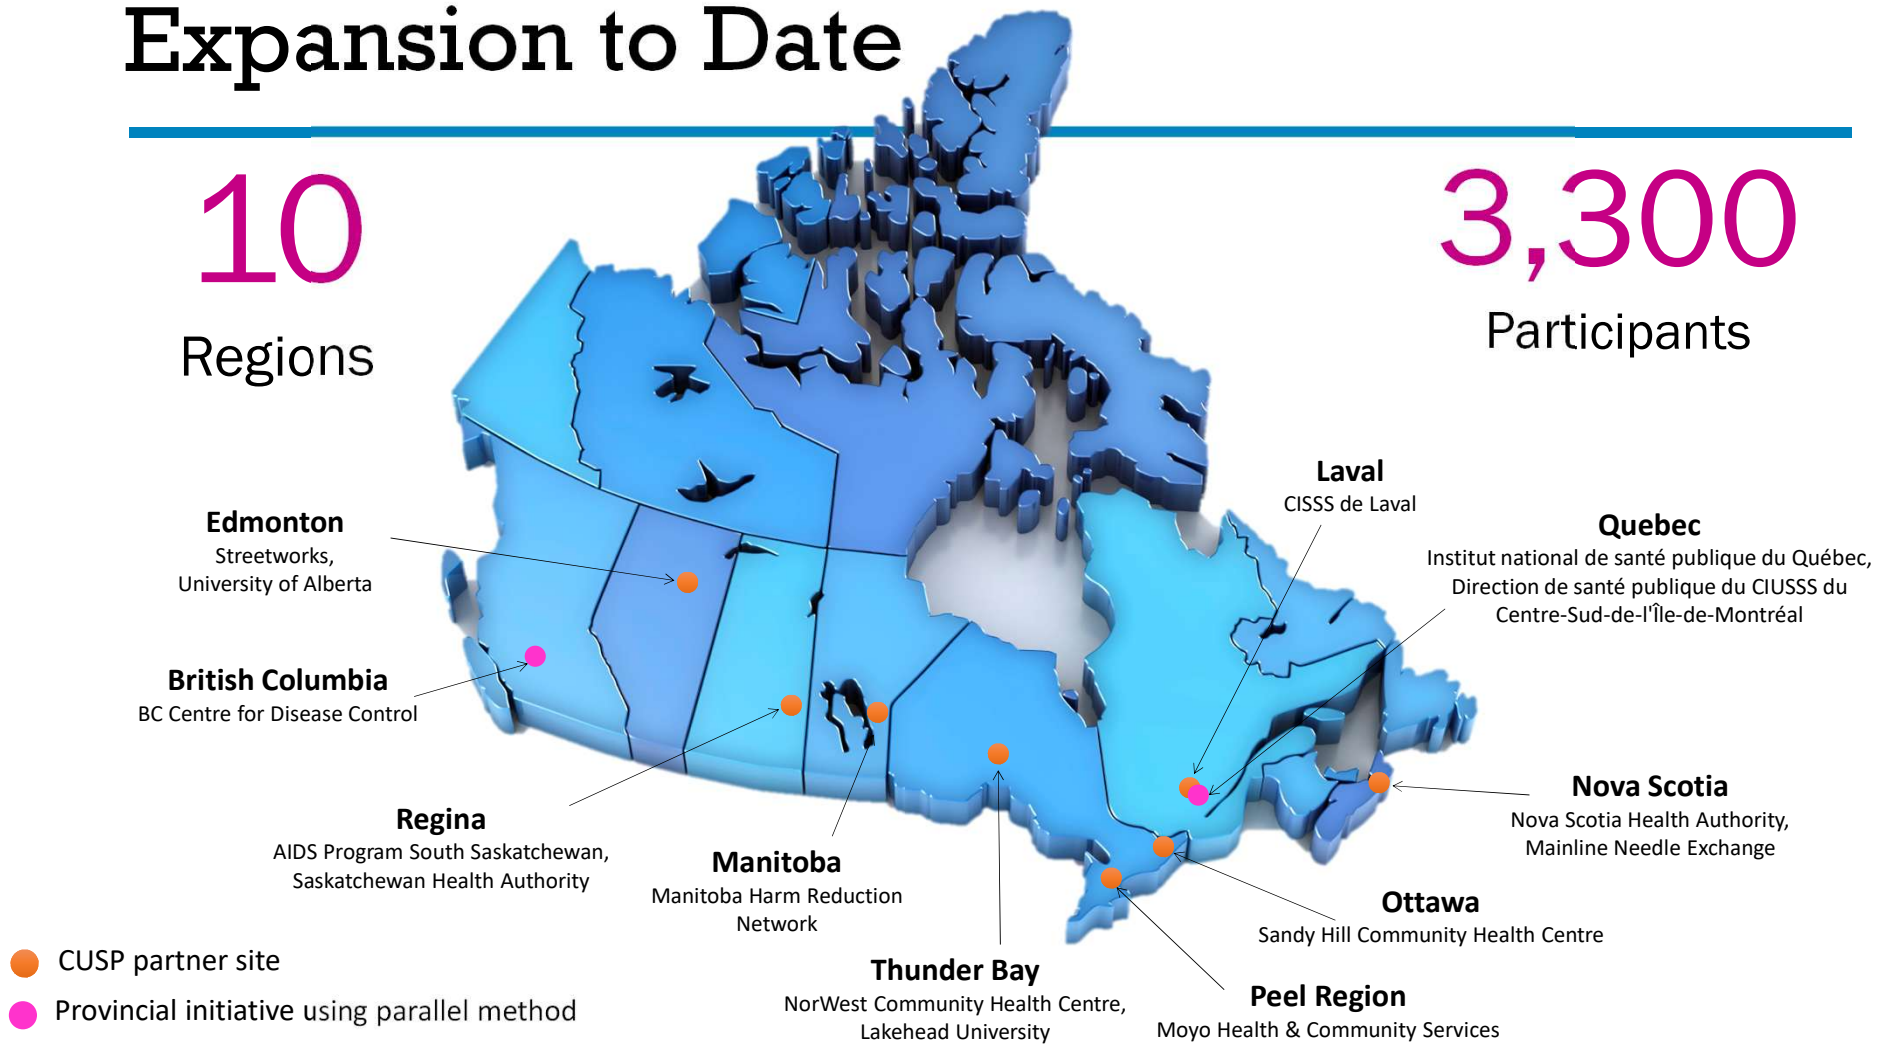 Expansion to Date
10
Regions
3,300
Participants
Laval
CISSS de Laval
Quebec
Institut national de santé publique du Québec,
Direction de santé publique du CIUSSS du
Centre-Sud-de-l'Île-de-Montréal
Edmonton
Streetworks,
University of Alberta
British Columbia
BC Centre for Disease Control
Nova Scotia
Nova Scotia Health Authority,
Mainline Needle Exchange
Regina
AIDS Program South Saskatchewan,
Saskatchewan Health Authority
Manitoba
Manitoba Harm Reduction
Network
Ottawa
Sandy Hill Community Health Centre
Thunder Bay
NorWest Community Health Centre,
Lakehead University
Peel Region
Moyo Health & Community Services
CUSP partner site
Provincial initiative using parallel method